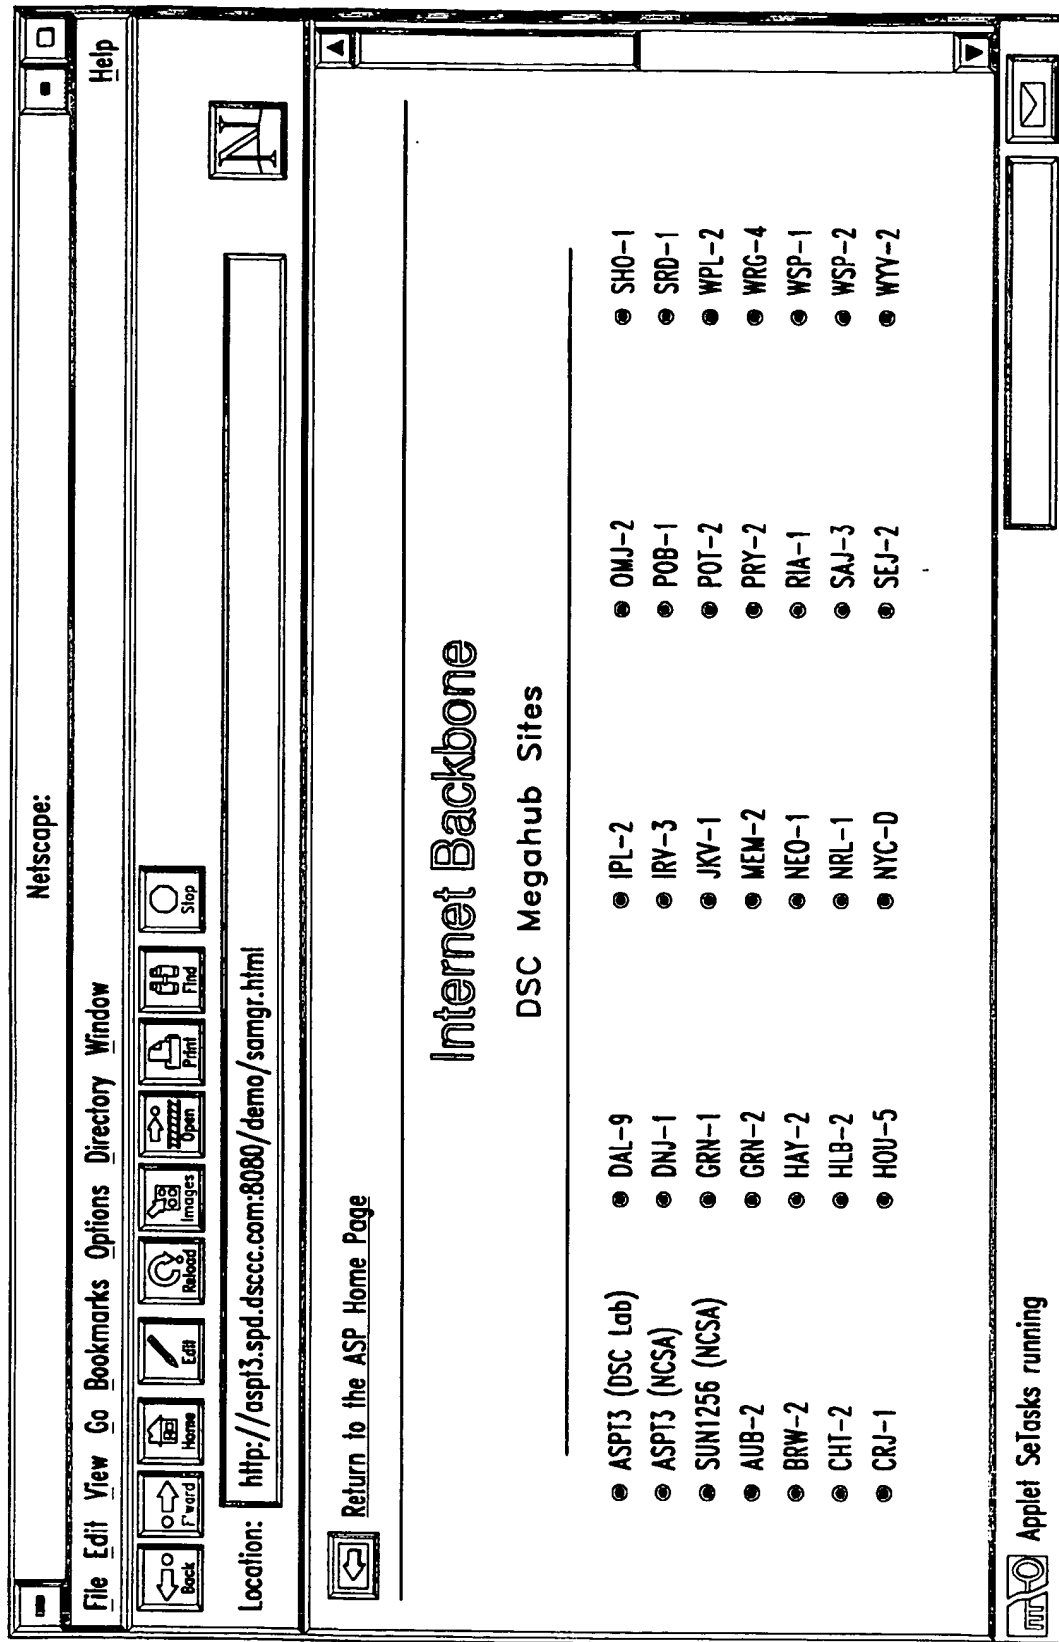 Netscape:
File Edit View Go Bookmarks Options Directory Window Help
Back F'ward Home Edit Reload Images Open Print Find Stop
Location: http://aspt3.spd.dsccc.com:8080/demo/samgr.html
N
Return to the ASP Home Page
Internet Backbone
DSC Megahub Sites
ASPT3 (DSC Lab) DAL-9 IPL-2 OMJ-2 SHO-1
ASPT3 (NCSA) DNJ-1 IRV-3 POB-1 SRD-1
SUN1256 (NCSA) GRN-1 JKV-1 POT-2 WPL-2
AUB-2 GRN-2 MEM-2 PRY-2 WRG-4
BRW-2 HAY-2 NEO-1 RIA-1 WSP-1
CHT-2 HLB-2 NRL-1 SAJ-3 WSP-2
CRJ-1 HOU-5 NYC-D SEJ-2 WYV-2
Applet SeTasks running